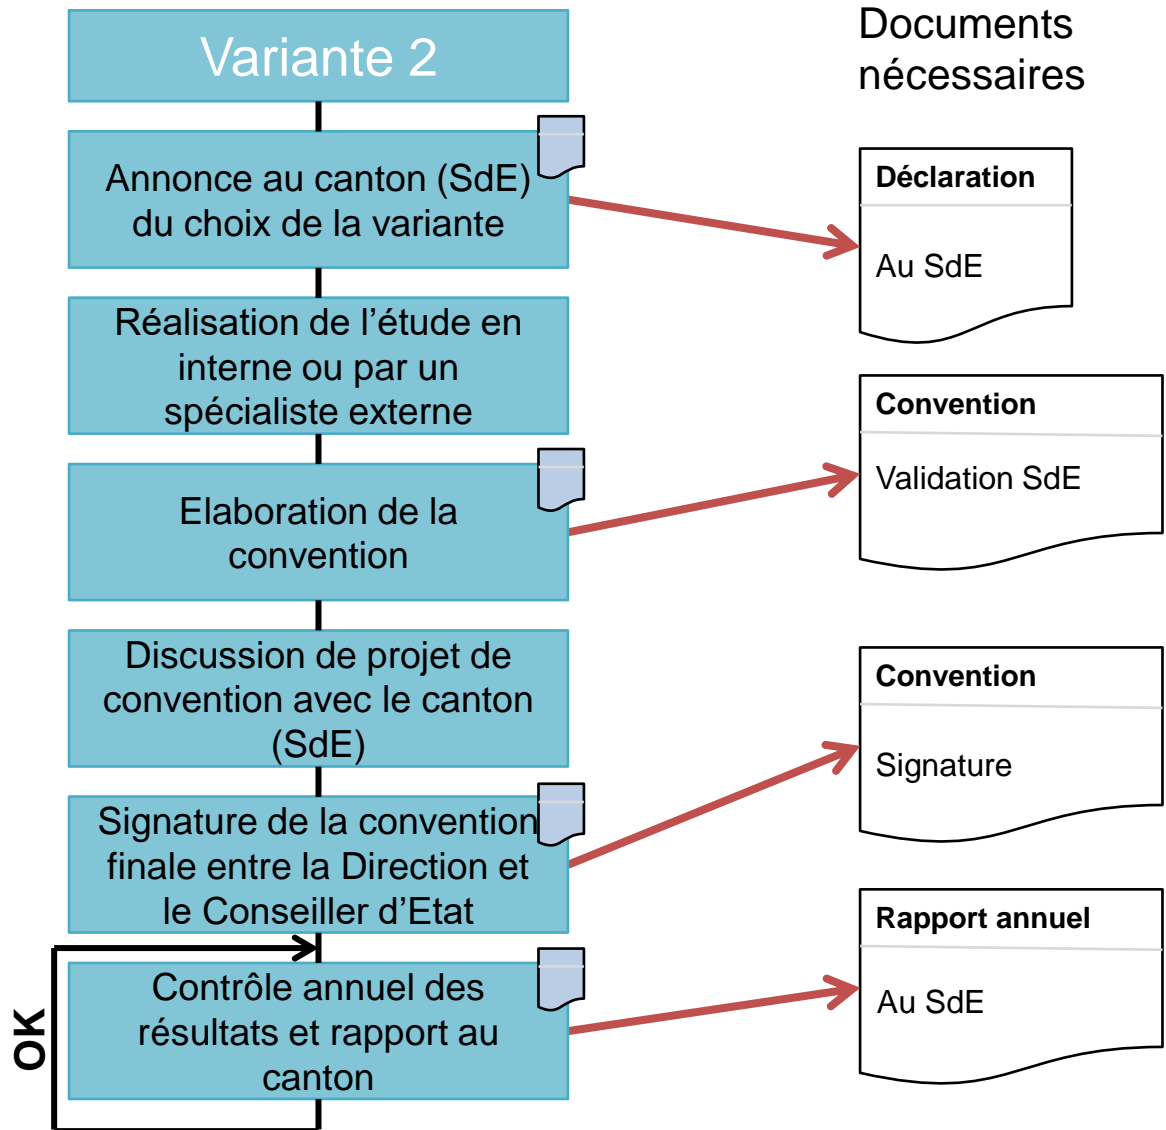 Variante 2
Annonce au canton (SdE)
du choix de la variante
Réalisation de l’étude en
interne ou par un
spécialiste externe
Elaboration de la
convention
Discussion de projet de
convention avec le canton
(SdE)
Signature de la convention
finale entre la Direction et
le Conseiller d’Etat
Contrôle annuel des
résultats et rapport au
canton
OK
Documents
nécessaires
Déclaration
Au SdE
Convention
Validation SdE
Convention
Signature
Rapport annuel
Au SdE